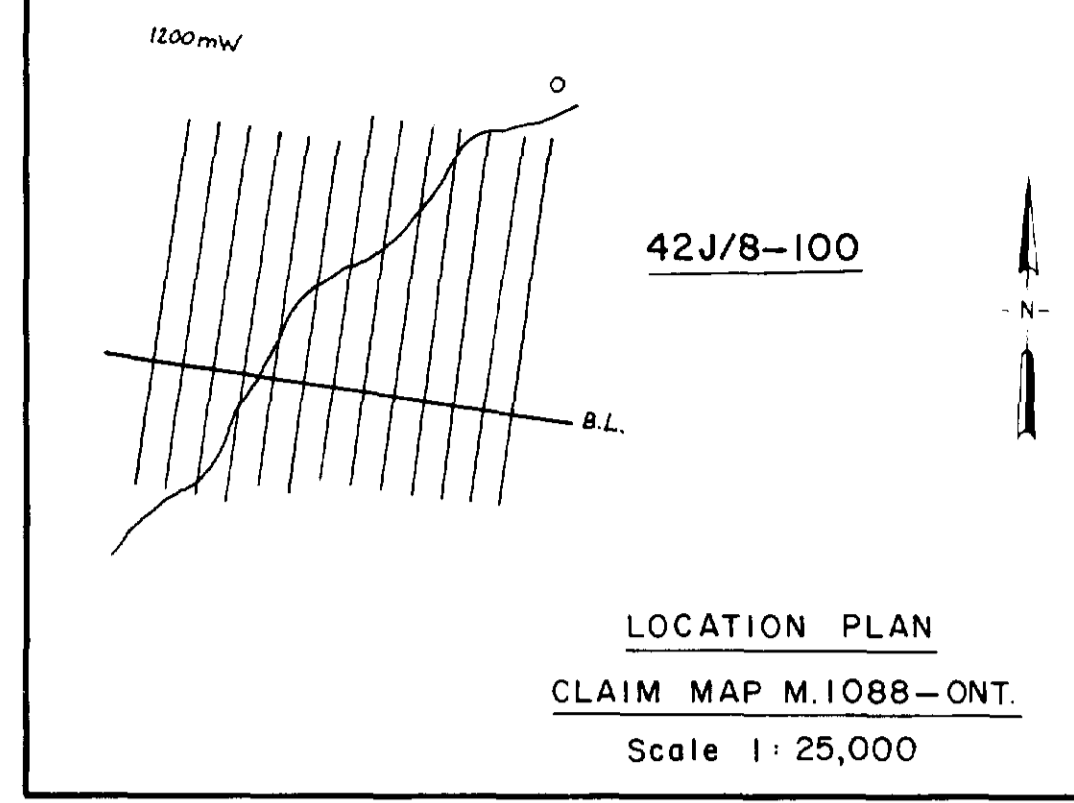 1200mW
O
42J/8-100
- N -
B.L.
LOCATION PLAN
CLAIM MAP M.1088-ONT.
Scale 1: 25,000